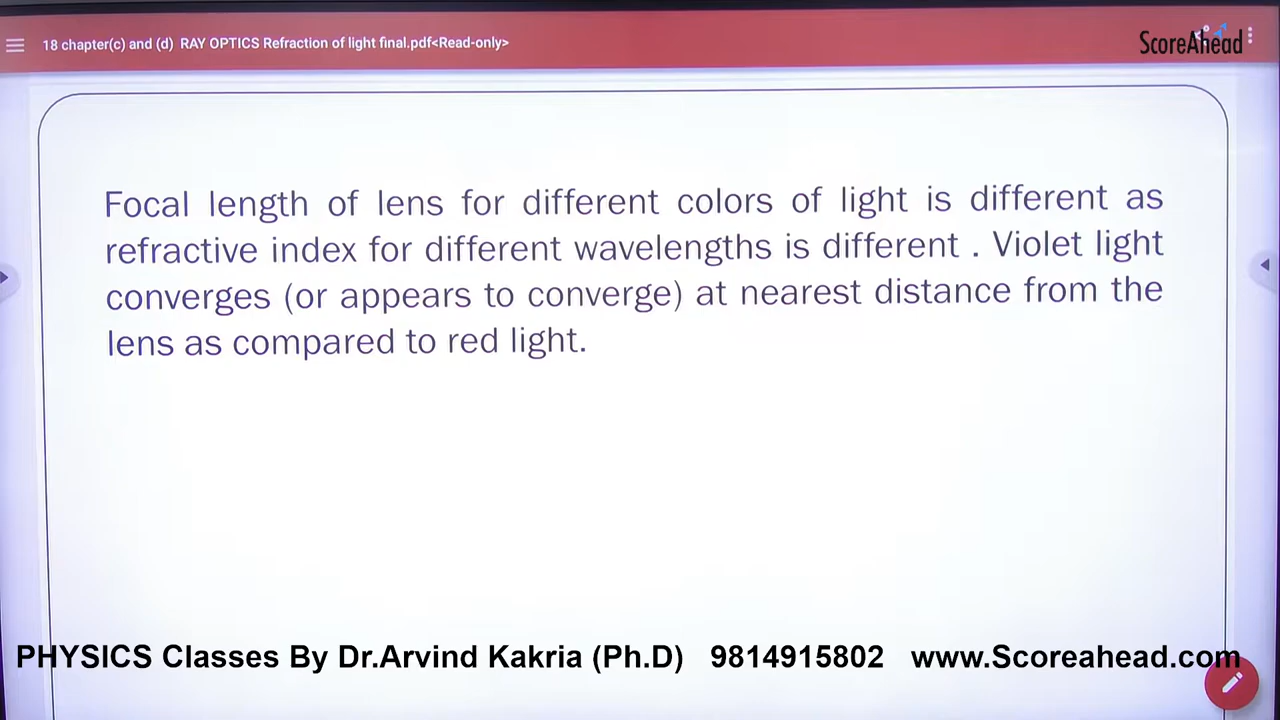 18 chapter(c) and (d) RAY OPTICS Refraction of light final.pdf<Read-only>
ScoreAhead
Focal length of lens for different colors of light is different as
refractive index for different wavelengths is different . Violet light
converges (or appears to converge) at nearest distance from the
lens as compared to red light.
PHYSICS Classes By Dr.Arvind Kakria (Ph.D) 9814915802 www.Scoreahead.com